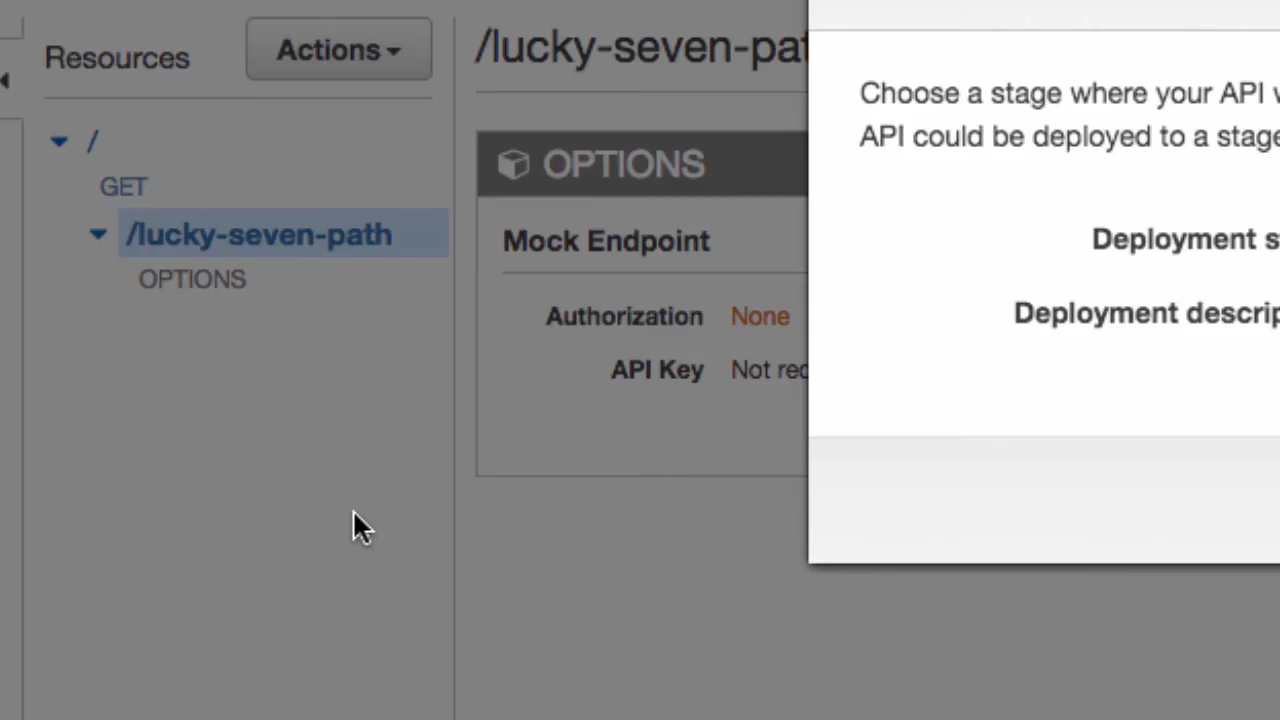 Resources
Actions
/
GET
/lucky-seven-path
OPTIONS
/lucky-seven-pat
OPTIONS
Mock Endpoint
Authorization None
API Key Not req
Choose a stage where your API
API could be deployed to a stage
Deployment s
Deployment descrip